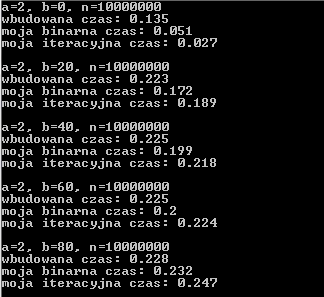 a=2, b=0, n=10000000
wbudowana czas: 0.135
moja binarna czas: 0.051
moja iteracyjna czas: 0.027
a=2, b=20, n=10000000
wbudowana czas: 0.223
moja binarna czas: 0.172
moja iteracyjna czas: 0.189
a=2, b=40, n=10000000
wbudowana czas: 0.225
moja binarna czas: 0.199
moja iteracyjna czas: 0.218
a=2, b=60, n=10000000
wbudowana czas: 0.225
moja binarna czas: 0.2
moja iteracyjna czas: 0.224
a=2, b=80, n=10000000
wbudowana czas: 0.228
moja binarna czas: 0.232
moja iteracyjna czas: 0.247